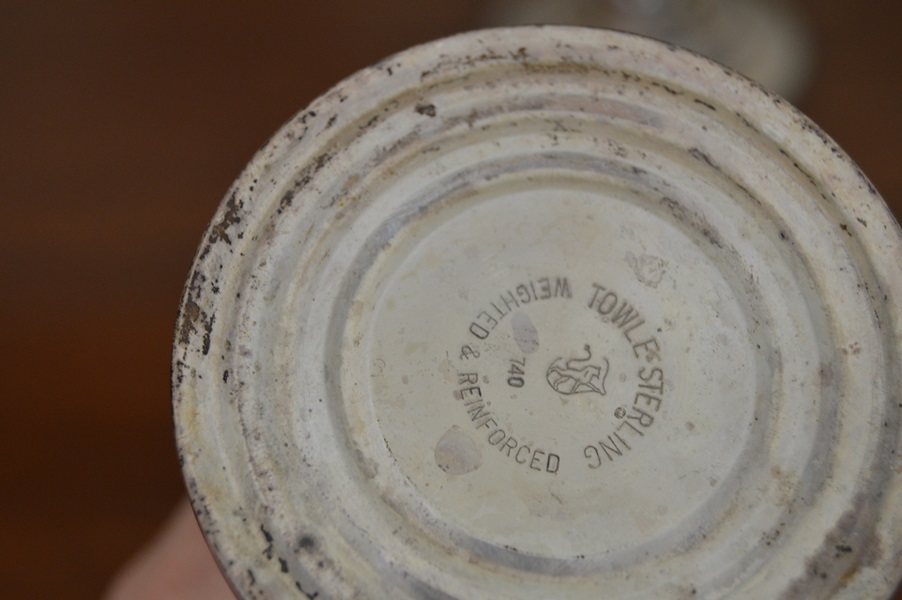 TOWLE STERLING
WEIGHTED & REINFORCED
740